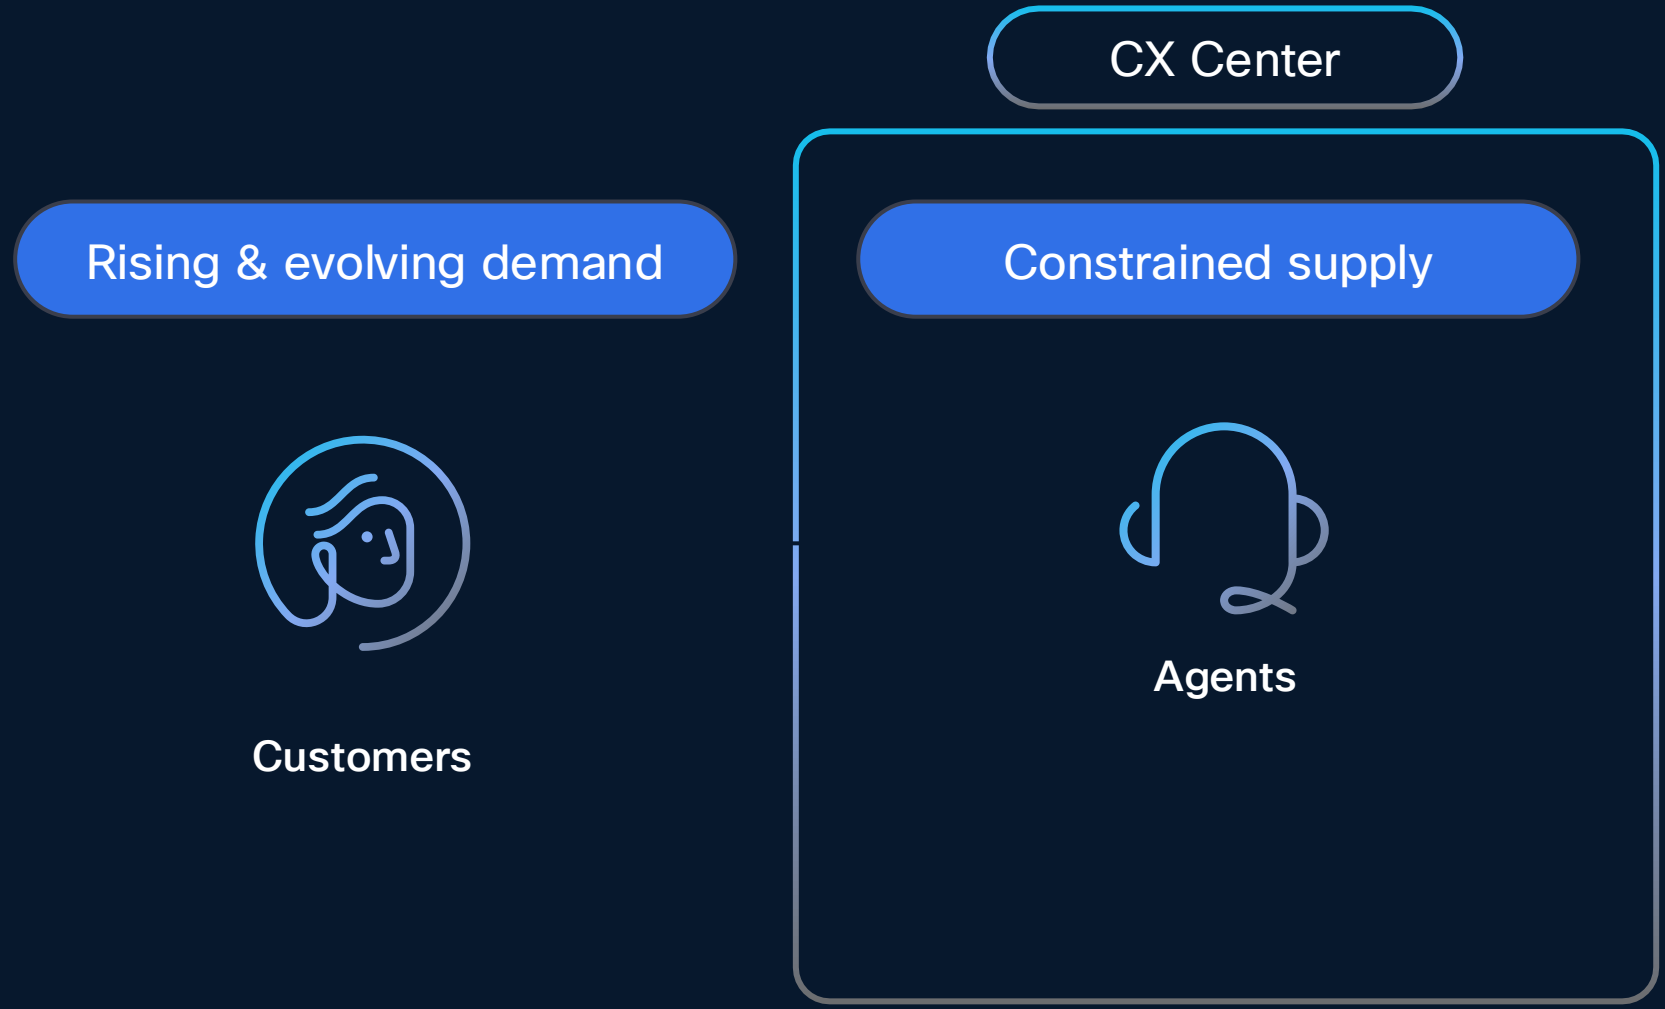 CX Center
Rising & evolving demand
Constrained supply
Customers
Agents